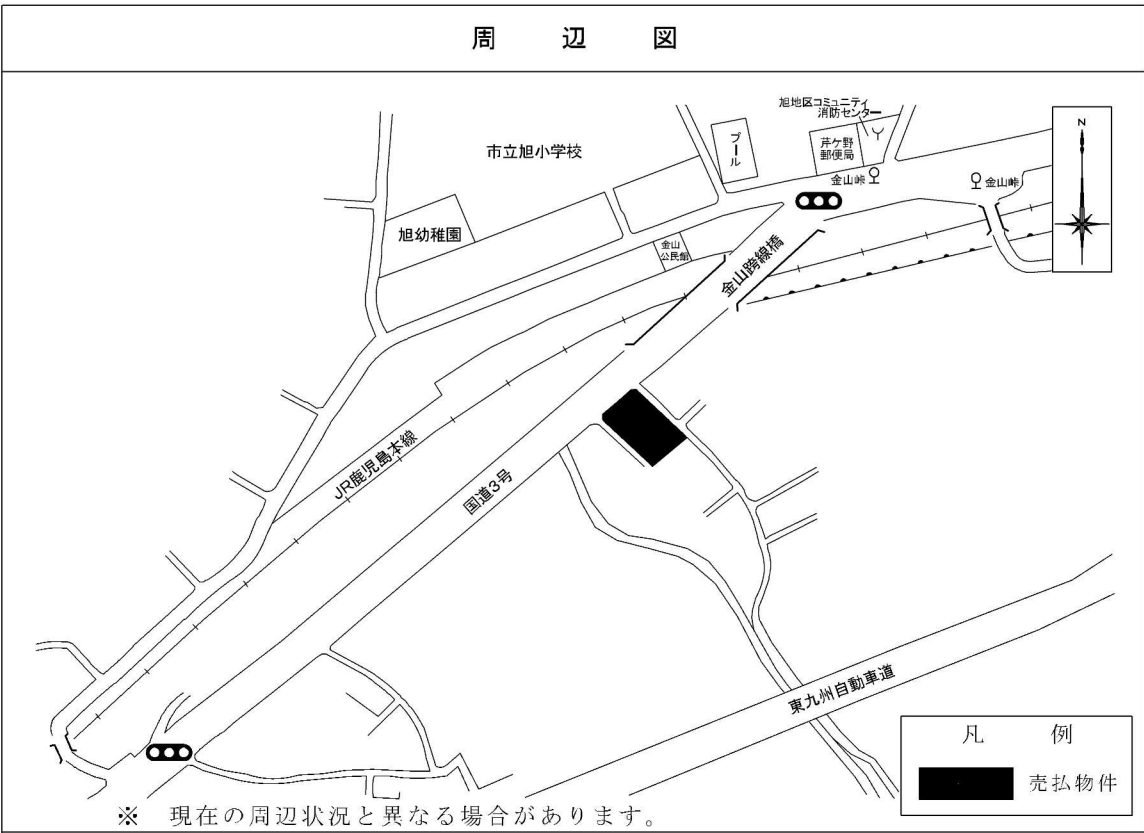 周辺図
旭地区コミュニティ
消防センター
市立旭小学校
プール
芹ケ野
郵便局
N
金山峠
金山峠
旭幼稚園
金山
公民館
金山跨線橋
JR鹿児島本線
国道3号
東九州自動車道
凡例
売払物件
※ 現在の周辺状況と異なる場合があります。